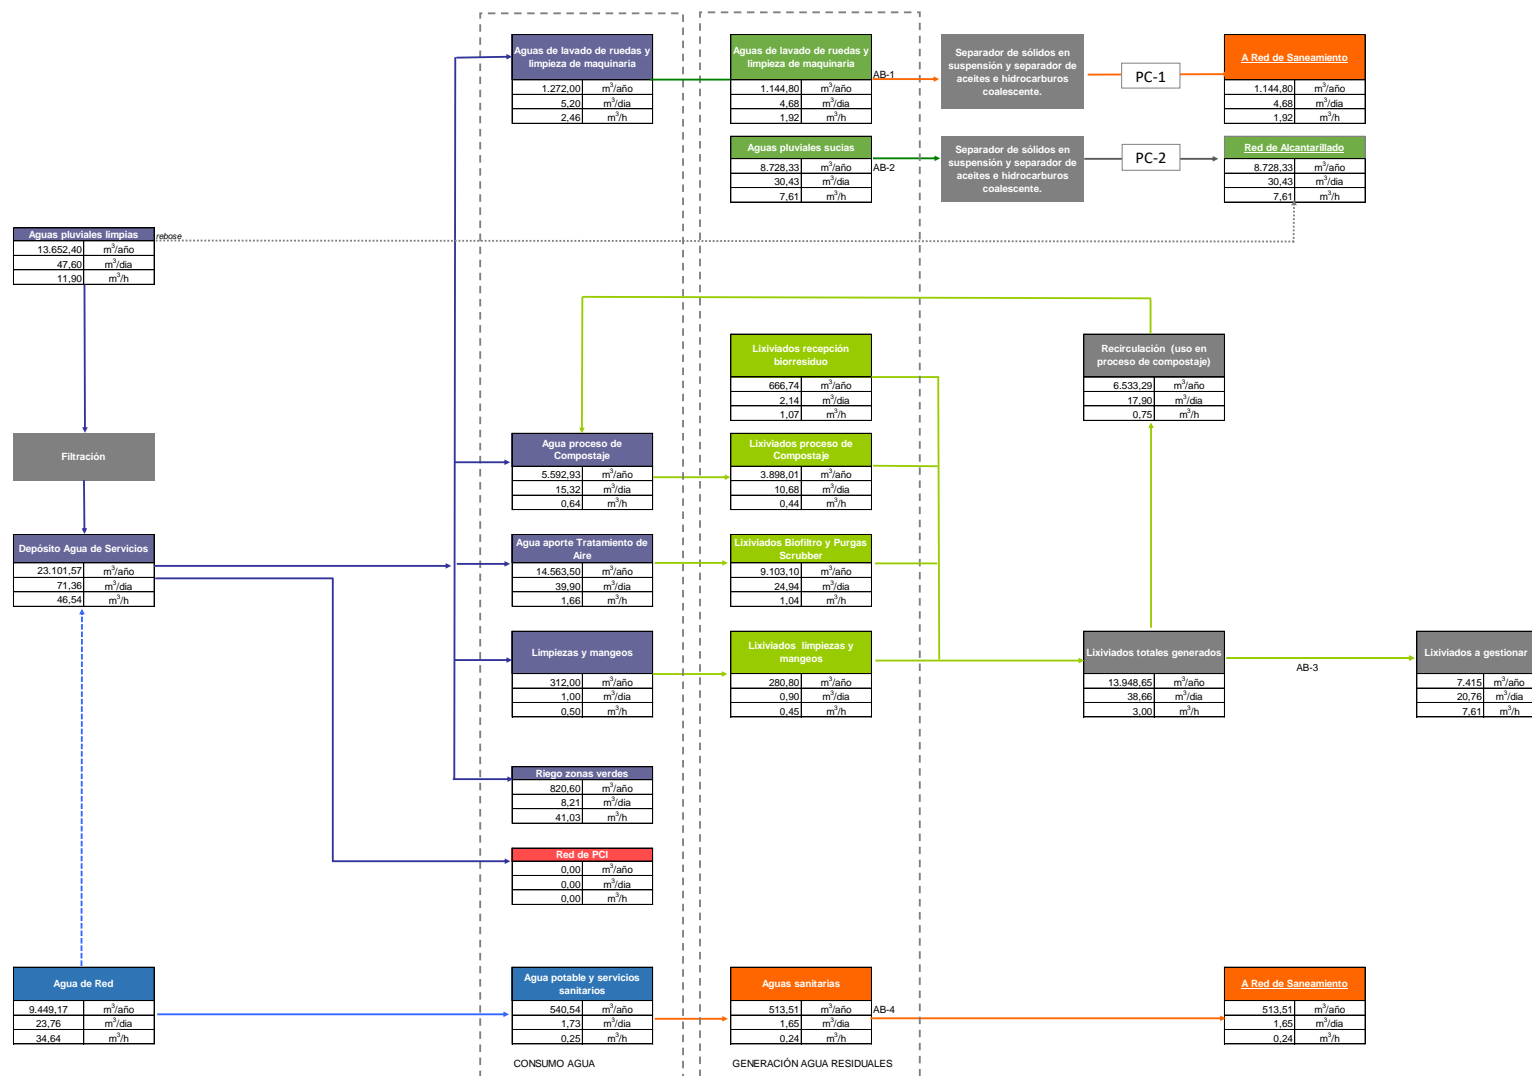 Aguas de lavado de ruedas y
limpieza de maquinaria
1.272,00 m³/año
5,20 m³/dia
2,46 m³/h
Aguas de lavado de ruedas y
limpieza de maquinaria
1.144,80 m³/año
4,68 m³/dia
1,92 m³/h
AB-1
Separador de sólidos en
suspensión y separador de
aceites e hidrocarburos
coalescente.
PC-1
A Red de Saneamiento
1.144,80 m³/año
4,68 m³/dia
1,92 m³/h
Aguas pluviales sucias
8.728,33 m³/año
30,43 m³/dia
7,61 m³/h
AB-2
Separador de sólidos en
suspensión y separador de
aceites e hidrocarburos
coalescente.
PC-2
Red de Alcantarillado
8.728,33 m³/año
30,43 m³/dia
7,61 m³/h
Aguas pluviales limpias
13.652,40 m³/año
47,60 m³/dia
11,90 m³/h
rebose
Lixiviados recepción
biorresiduo
666,74 m³/año
2,14 m³/dia
1,07 m³/h
Recirculación (uso en
proceso de compostaje)
6.533,29 m³/año
17,90 m³/dia
0,75 m³/h
Filtración
Agua proceso de
Compostaje
5.592,93 m³/año
15,32 m³/dia
0,64 m³/h
Lixiviados proceso de
Compostaje
3.898,01 m³/año
10,68 m³/dia
0,44 m³/h
Depósito Agua de Servicios
23.101,57 m³/año
71,36 m³/dia
46,54 m³/h
Agua aporte Tratamiento de
Aire
14.563,50 m³/año
39,90 m³/dia
1,66 m³/h
Lixiviados Biofiltro y Purgas
Scrubber
9.103,10 m³/año
24,94 m³/dia
1,04 m³/h
Limpiezas y mangeos
312,00 m³/año
1,00 m³/dia
0,50 m³/h
Lixiviados limpiezas y
mangeos
280,80 m³/año
0,90 m³/dia
0,45 m³/h
Lixiviados totales generados
13.948,65 m³/año
38,66 m³/dia
3,00 m³/h
AB-3
Lixiviados a gestionar
7.415 m³/año
20,76 m³/dia
7,61 m³/h
Riego zonas verdes
820,60 m³/año
8,21 m³/dia
41,03 m³/h
Red de PCI
0,00 m³/año
0,00 m³/dia
0,00 m³/h
Agua de Red
9.449,17 m³/año
23,76 m³/dia
34,64 m³/h
Agua potable y servicios
sanitarios
540,54 m³/año
1,73 m³/dia
0,25 m³/h
Aguas sanitarias
513,51 m³/año
1,65 m³/dia
0,24 m³/h
AB-4
A Red de Saneamiento
513,51 m³/año
1,65 m³/dia
0,24 m³/h
CONSUMO AGUA
GENERACIÓN AGUA RESIDUALES